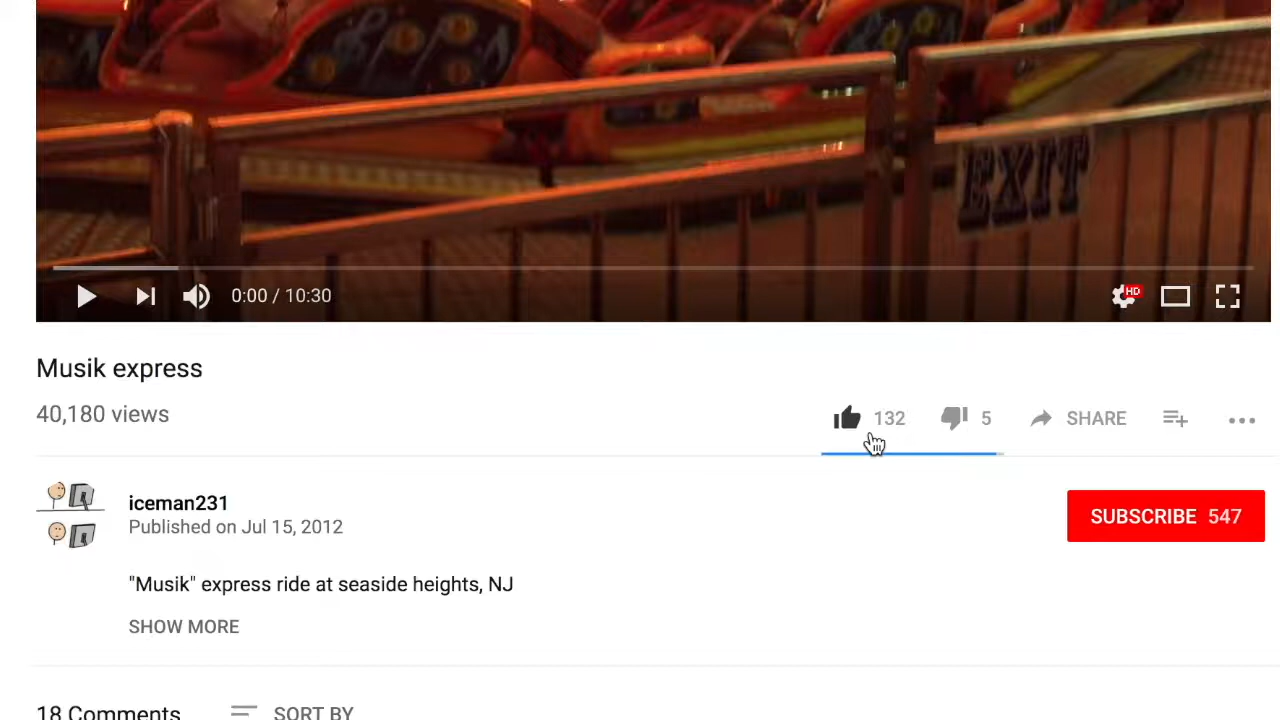 EXIT
0:00 / 10:30
HD
Musik express
40,180 views
132
5
SHARE
iceman231
Published on Jul 15, 2012
SUBSCRIBE 547
"Musik" express ride at seaside heights, NJ
SHOW MORE
18 Comments
SORT BY